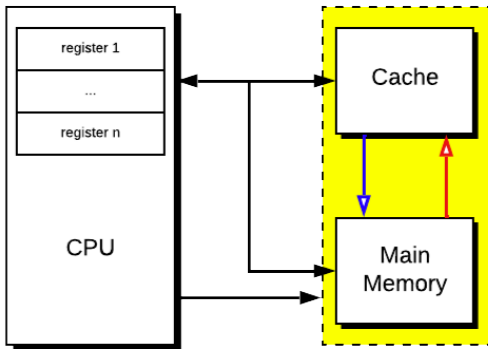 register 1
...
register n
CPU
Cache
Main
Memory